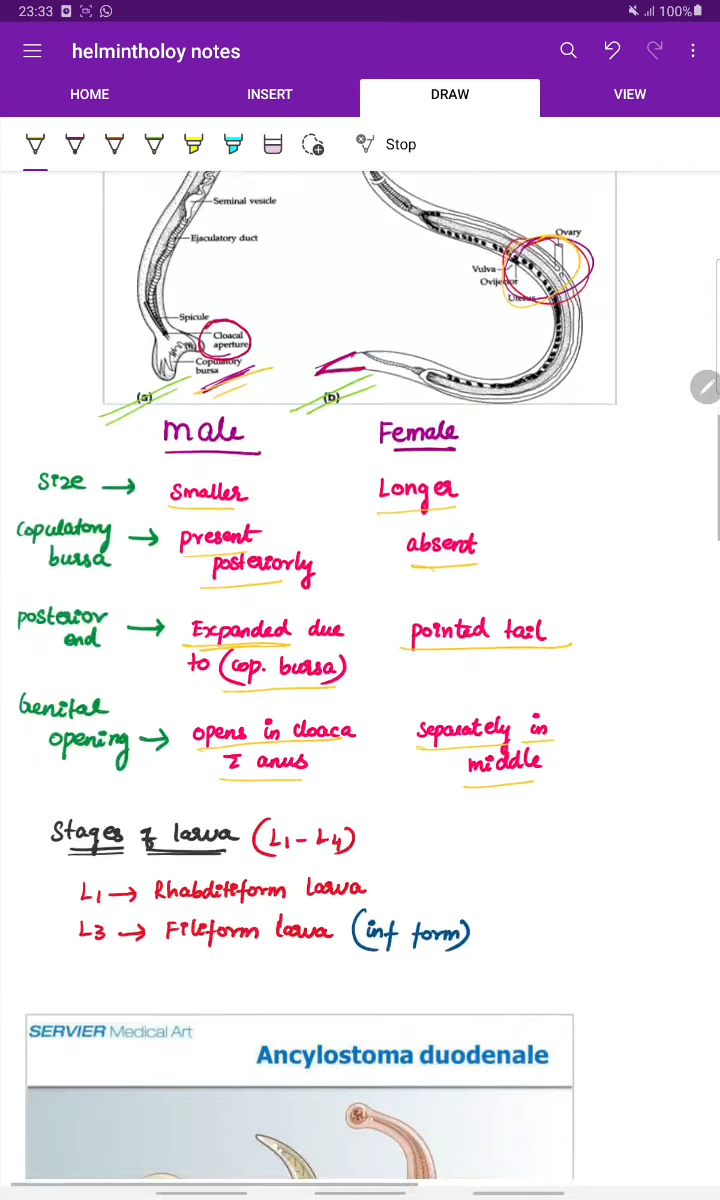 23:33
100%
helmintholoy notes
HOME INSERT DRAW VIEW
Stop
Seminal vesicle
Ejaculatory duct
Spicule
Cloacal
aperture
Copulatory
bursa
(a)
Ovary
Vulva
Ovijector
Uterus
(b)
Male Female
Size → Smaller Longer
Copulatory bursa → present posteriorly absent
posterior end → Expanded due to (cop. bursa) pointed tail
Genital opening → opens in cloaca c̄ anus separately in middle
Stages of larva (L1 - L4)
L1 → Rhabditiform larva
L3 → Filiform larva (inf form)
SERVIER Medical Art
Ancylostoma duodenale